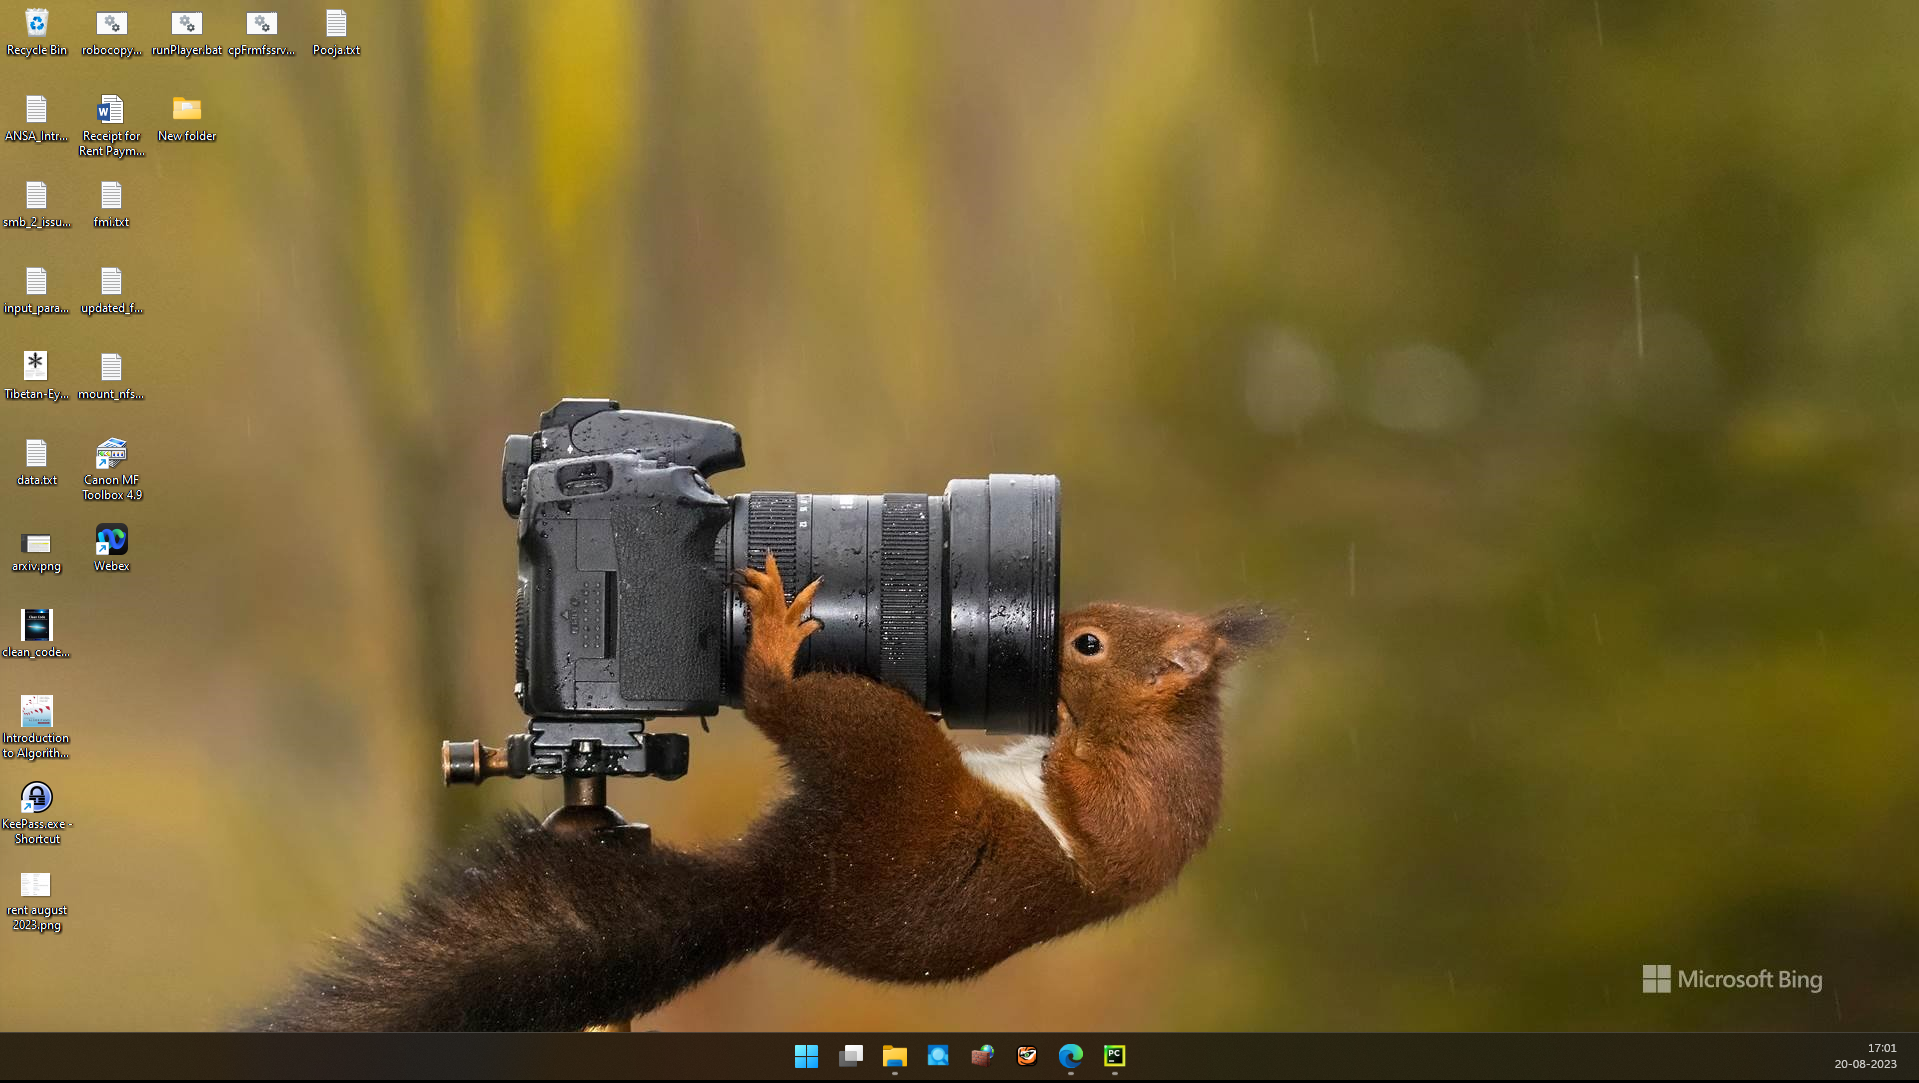 Recycle Bin
robocopy...
runPlayer.bat
cpFrmfssrv...
Pooja.txt
ANSA_Intr...
Receipt for
Rent Paym...
New folder
smb_2_issu...
fmi.txt
input_para...
updated_f...
Tibetan-Ey...
mount_nfs...
data.txt
Canon MF
Toolbox 4.9
arxiv.png
Webex
clean_code...
Introduction
to Algorith...
KeePass.exe -
Shortcut
rent august
2023.png
Microsoft Bing
PC
17:01
20-08-2023